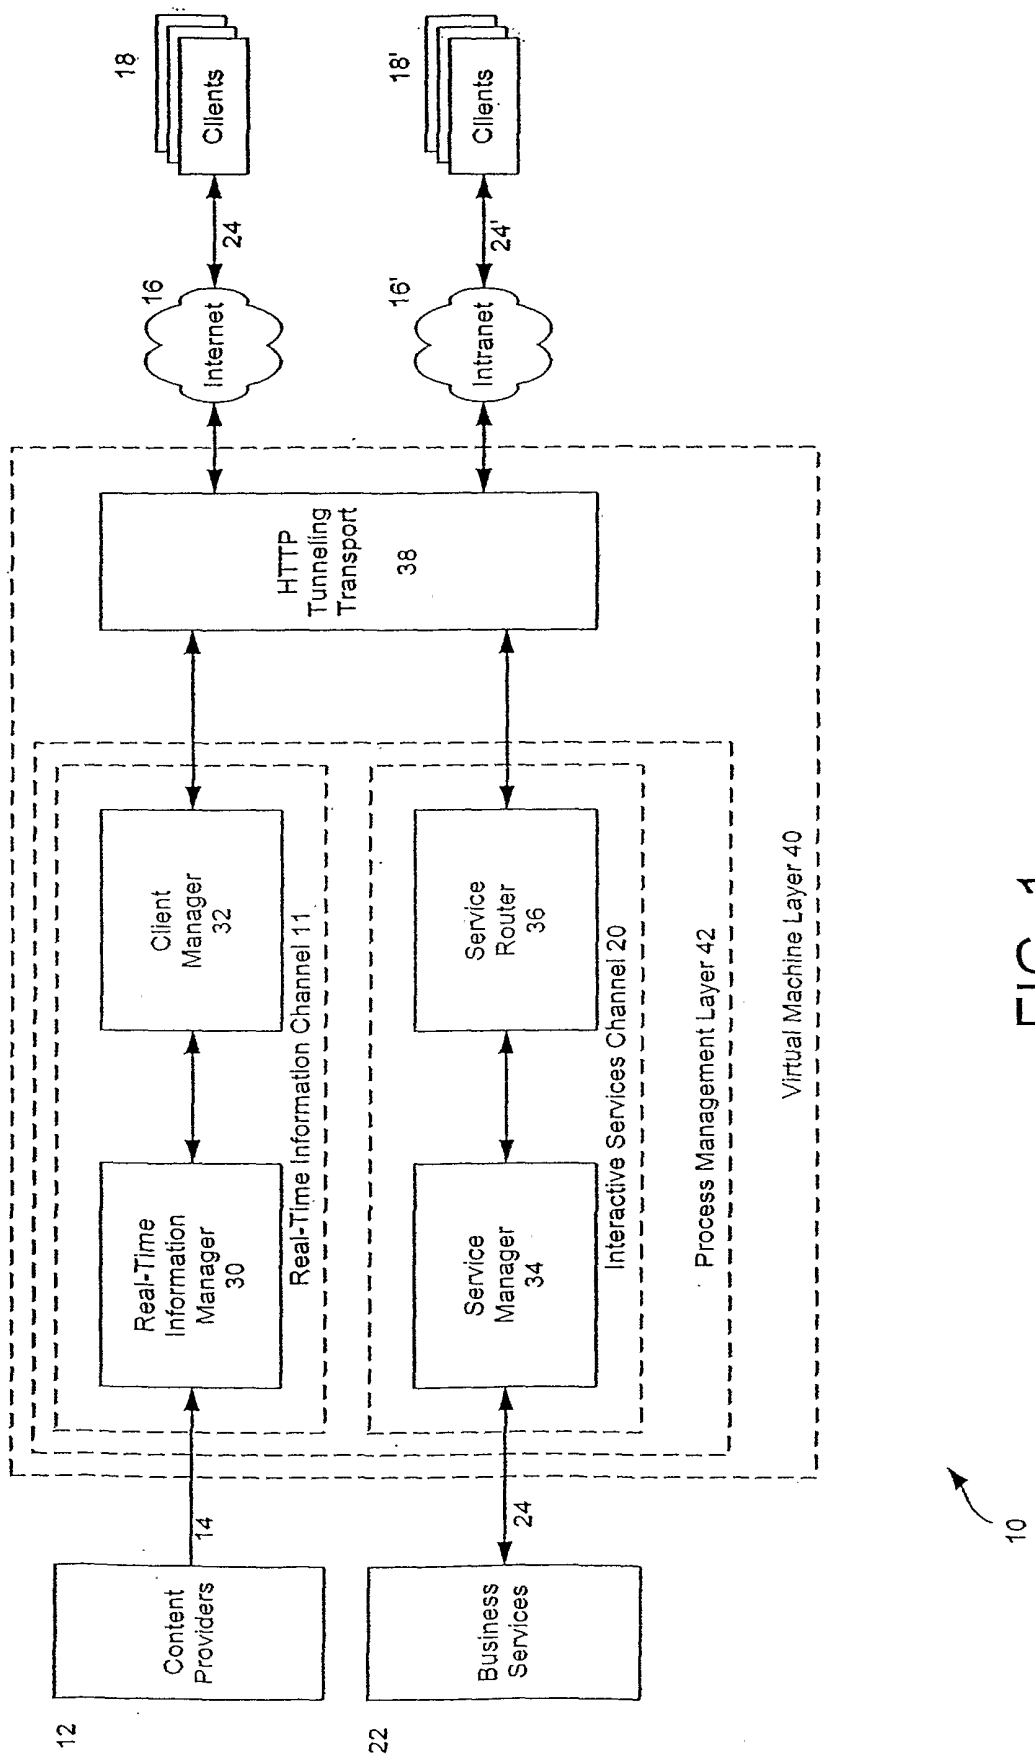 12
Content
Providers
14
Real-Time
Information
Manager
30
Client
Manager
32
Real-Time Information Channel 11
22
Business
Services
24
Service
Manager
34
Service
Router
36
Interactive Services Channel 20
Process Management Layer 42
Virtual Machine Layer 40
HTTP
Tunneling
Transport
38
16
Internet
24
18
Clients
16'
Intranet
24'
18'
Clients
10
FIG. 1